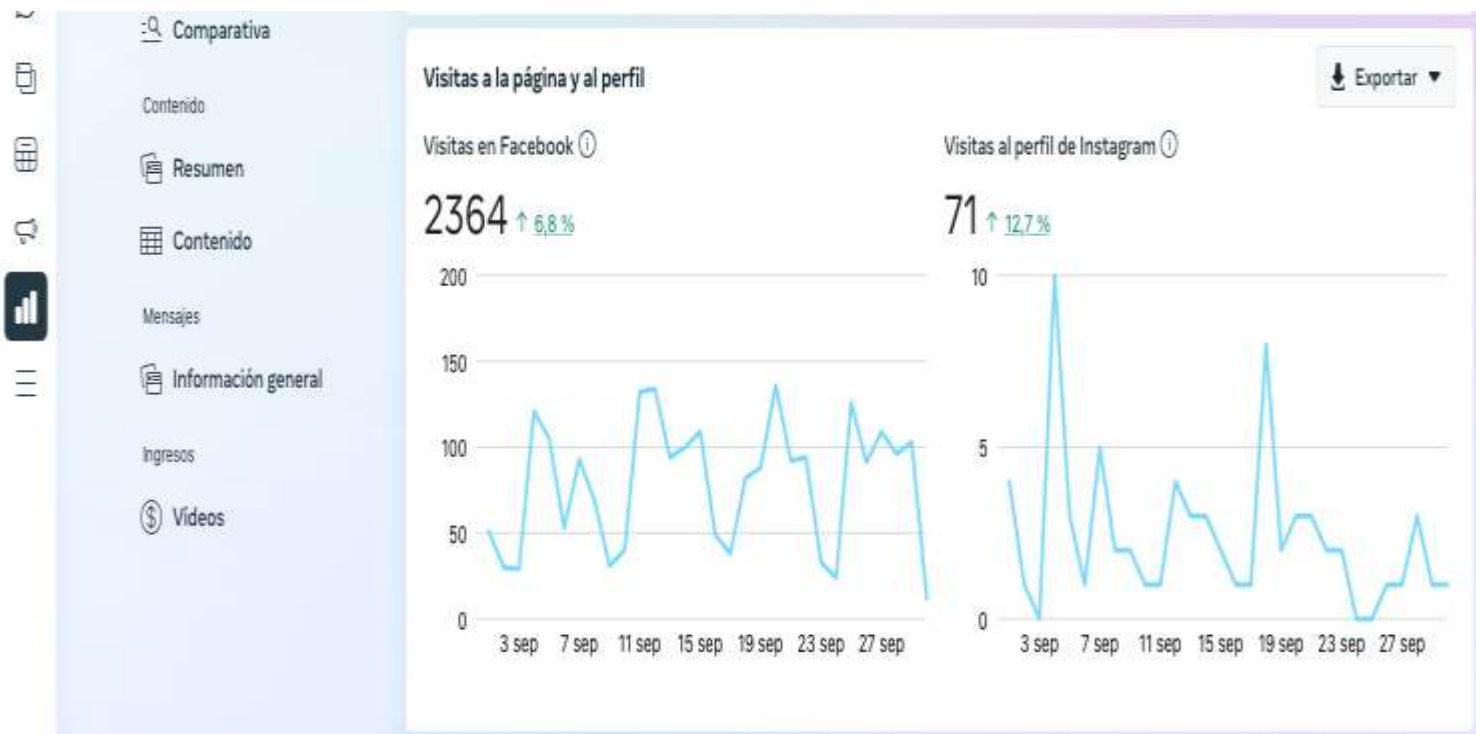 Comparativa
Contenido
Resumen
Contenido
Mensajes
Información general
Ingresos
Videos
Visitas a la página y al perfil
Exportar
Visitas en Facebook
2364 ↑ 6,8 %
200
150
100
50
0
3 sep 7 sep 11 sep 15 sep 19 sep 23 sep 27 sep
Visitas al perfil de Instagram
71 ↑ 12,7 %
10
5
0
3 sep 7 sep 11 sep 15 sep 19 sep 23 sep 27 sep